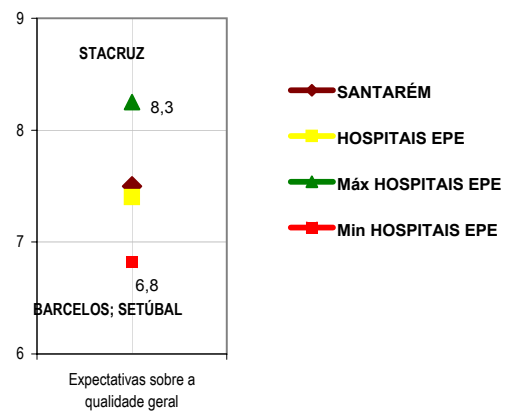 9
STACRUZ
8,3
8
7
6,8
BARCELOS; SETÚBAL
6
Expectativas sobre a
qualidade geral
SANTARÉM
HOSPITAIS EPE
Máx HOSPITAIS EPE
Min HOSPITAIS EPE